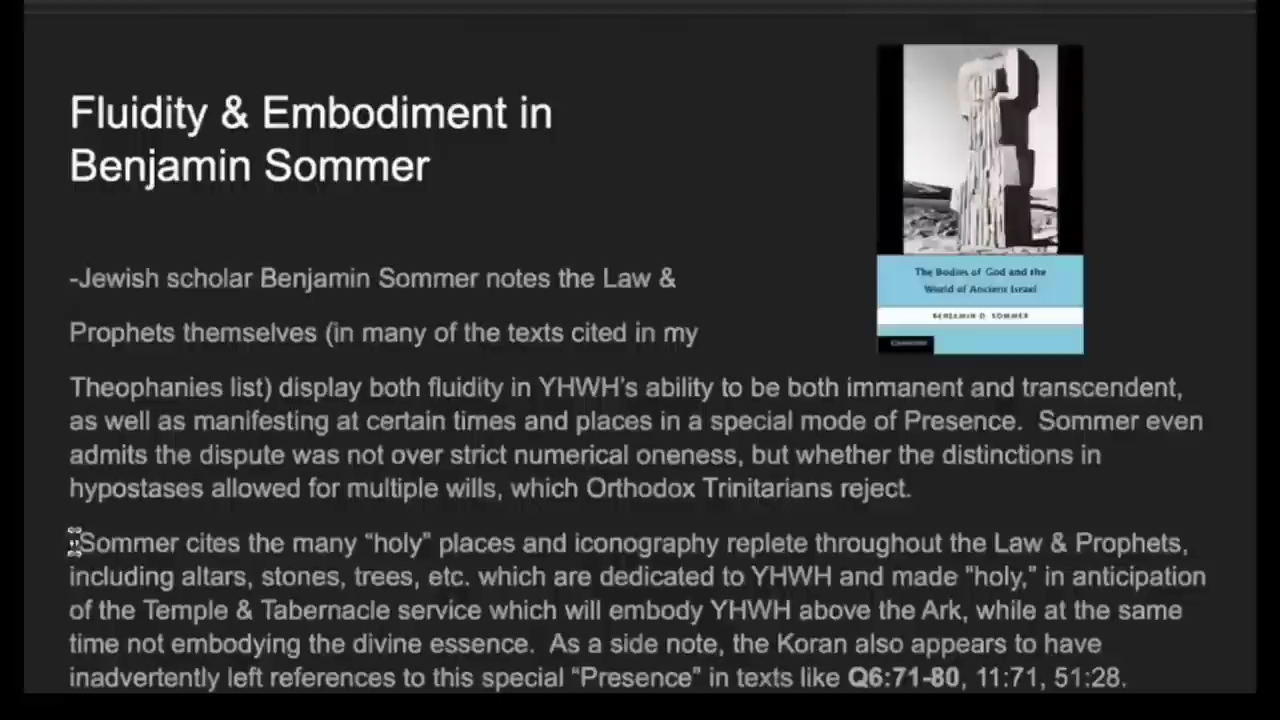 Fluidity & Embodiment in
Benjamin Sommer
The Bodies of God and the
World of Ancient Israel
BENJAMIN D. SOMMER
CAMBRIDGE
-Jewish scholar Benjamin Sommer notes the Law &
Prophets themselves (in many of the texts cited in my
Theophanies list) display both fluidity in YHWH's ability to be both immanent and transcendent,
as well as manifesting at certain times and places in a special mode of Presence. Sommer even
admits the dispute was not over strict numerical oneness, but whether the distinctions in
hypostases allowed for multiple wills, which Orthodox Trinitarians reject.
-Sommer cites the many “holy” places and iconography replete throughout the Law & Prophets,
including altars, stones, trees, etc. which are dedicated to YHWH and made “holy,” in anticipation
of the Temple & Tabernacle service which will embody YHWH above the Ark, while at the same
time not embodying the divine essence. As a side note, the Koran also appears to have
inadvertently left references to this special “Presence” in texts like Q6:71-80, 11:71, 51:28.